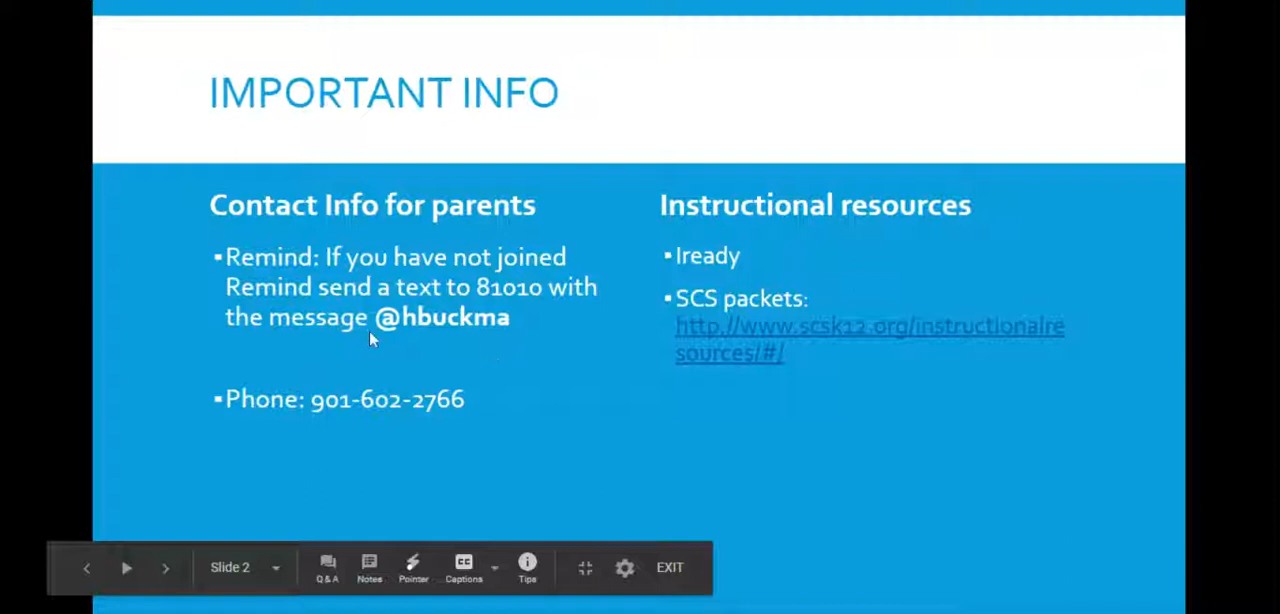 IMPORTANT INFO
Contact Info for parents
▪Remind: If you have not joined
Remind send a text to 81010 with
the message @hbuckma
▪Phone: 901-602-2766
Instructional resources
▪Iready
▪SCS packets:
http://www.scsk12.org/instructionalre
sources/#/
Slide 2
Q&A
Notes
Pointer
Captions
Tips
EXIT